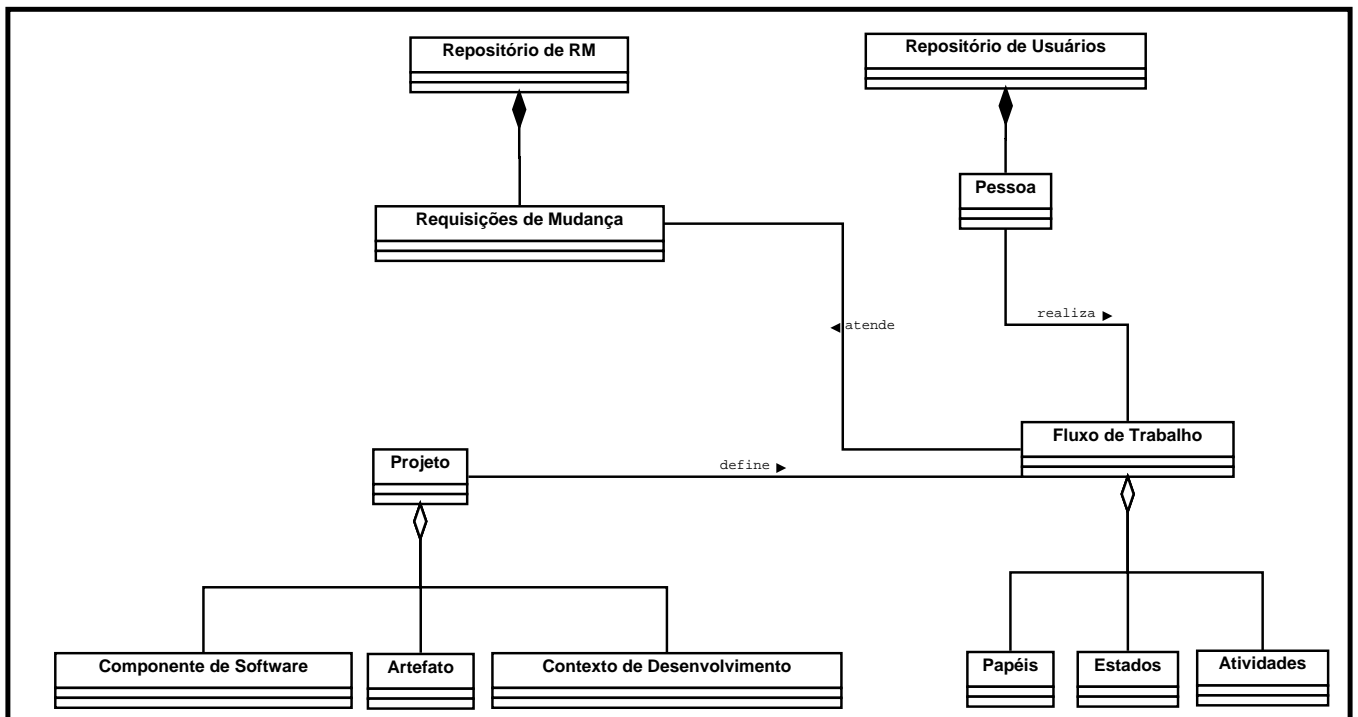 Repositório de RM
Repositório de Usuários
Pessoa
Requisições de Mudança
realiza
atende
Fluxo de Trabalho
Projeto
define
Componente de Software
Artefato
Contexto de Desenvolvimento
Papéis
Estados
Atividades